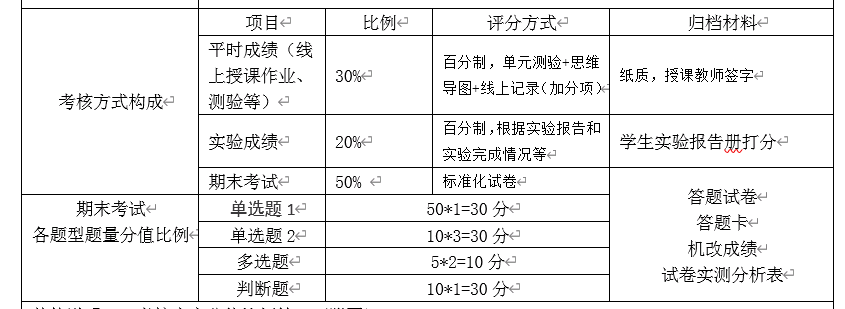 项目 比例 评分方式 归档材料
考核方式构成
平时成绩（线
上授课作业、
测验等）
30%
百分制，单元测验+思维
导图+线上记录（加分项）
纸质，授课教师签字
实验成绩
20%
百分制，根据实验报告和
实验完成情况等
学生实验报告册打分
期末考试 50% 标准化试卷
期末考试
各题型题量分值比例
单选题1 50*1=30分
单选题2 10*3=30分
多选题 5*2=10分
判断题 10*1=30分
答题试卷
答题卡
机改成绩
试卷实测分析表